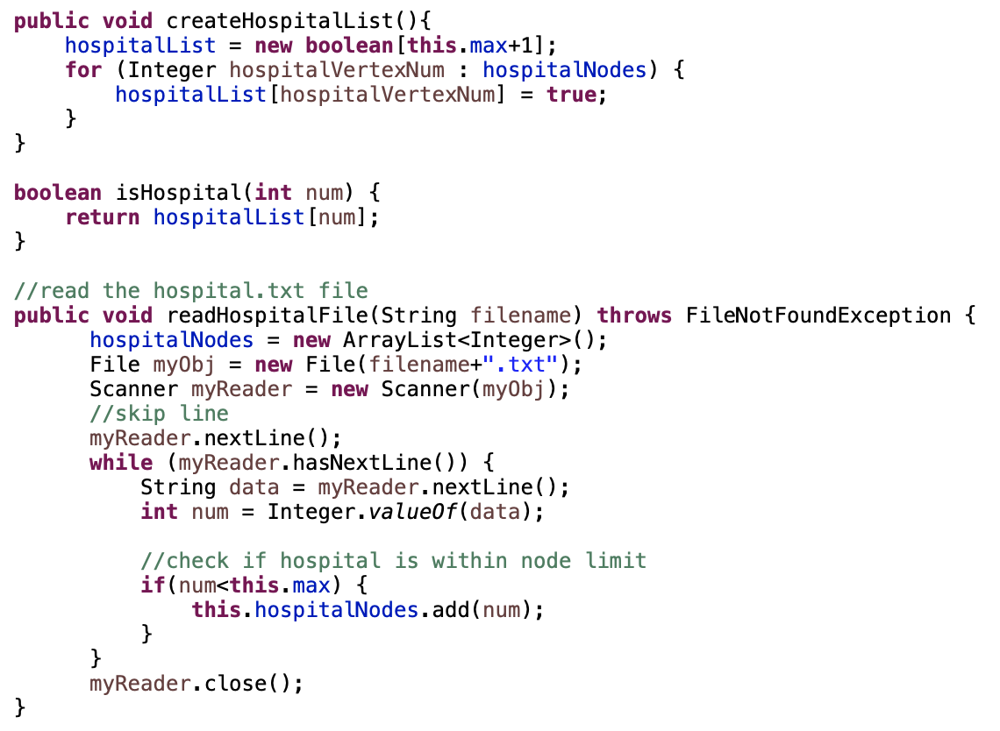 public void createHospitalList(){
    hospitalList = new boolean[this.max+1];
    for (Integer hospitalVertexNum : hospitalNodes) {
        hospitalList[hospitalVertexNum] = true;
    }
}

boolean isHospital(int num) {
    return hospitalList[num];
}

//read the hospital.txt file
public void readHospitalFile(String filename) throws FileNotFoundException {
      hospitalNodes = new ArrayList<Integer>();
      File myObj = new File(filename+".txt");
      Scanner myReader = new Scanner(myObj);
      //skip line
      myReader.nextLine();
      while (myReader.hasNextLine()) {
          String data = myReader.nextLine();
          int num = Integer.valueOf(data);

          //check if hospital is within node limit
          if(num<this.max) {
              this.hospitalNodes.add(num);
          }
      }
      myReader.close();
}